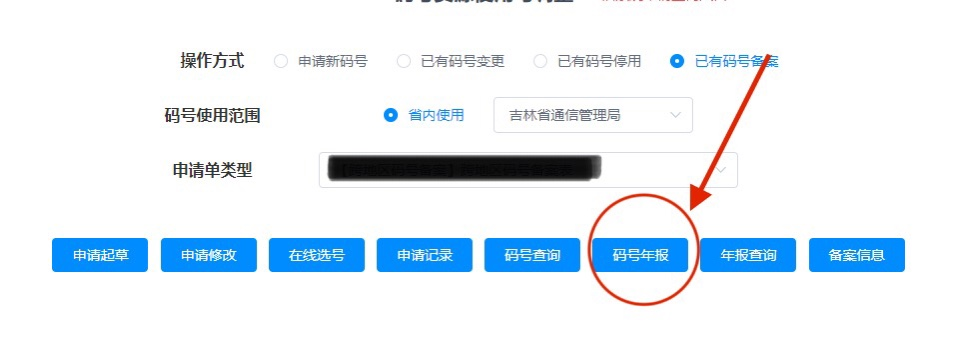 操作方式 申请新码号 已有码号变更 已有码号停用 已有码号备案
码号使用范围 省内使用 吉林省通信管理局
申请单类型
申请起草 申请修改 在线选号 申请记录 码号查询 码号年报 年报查询 备案信息